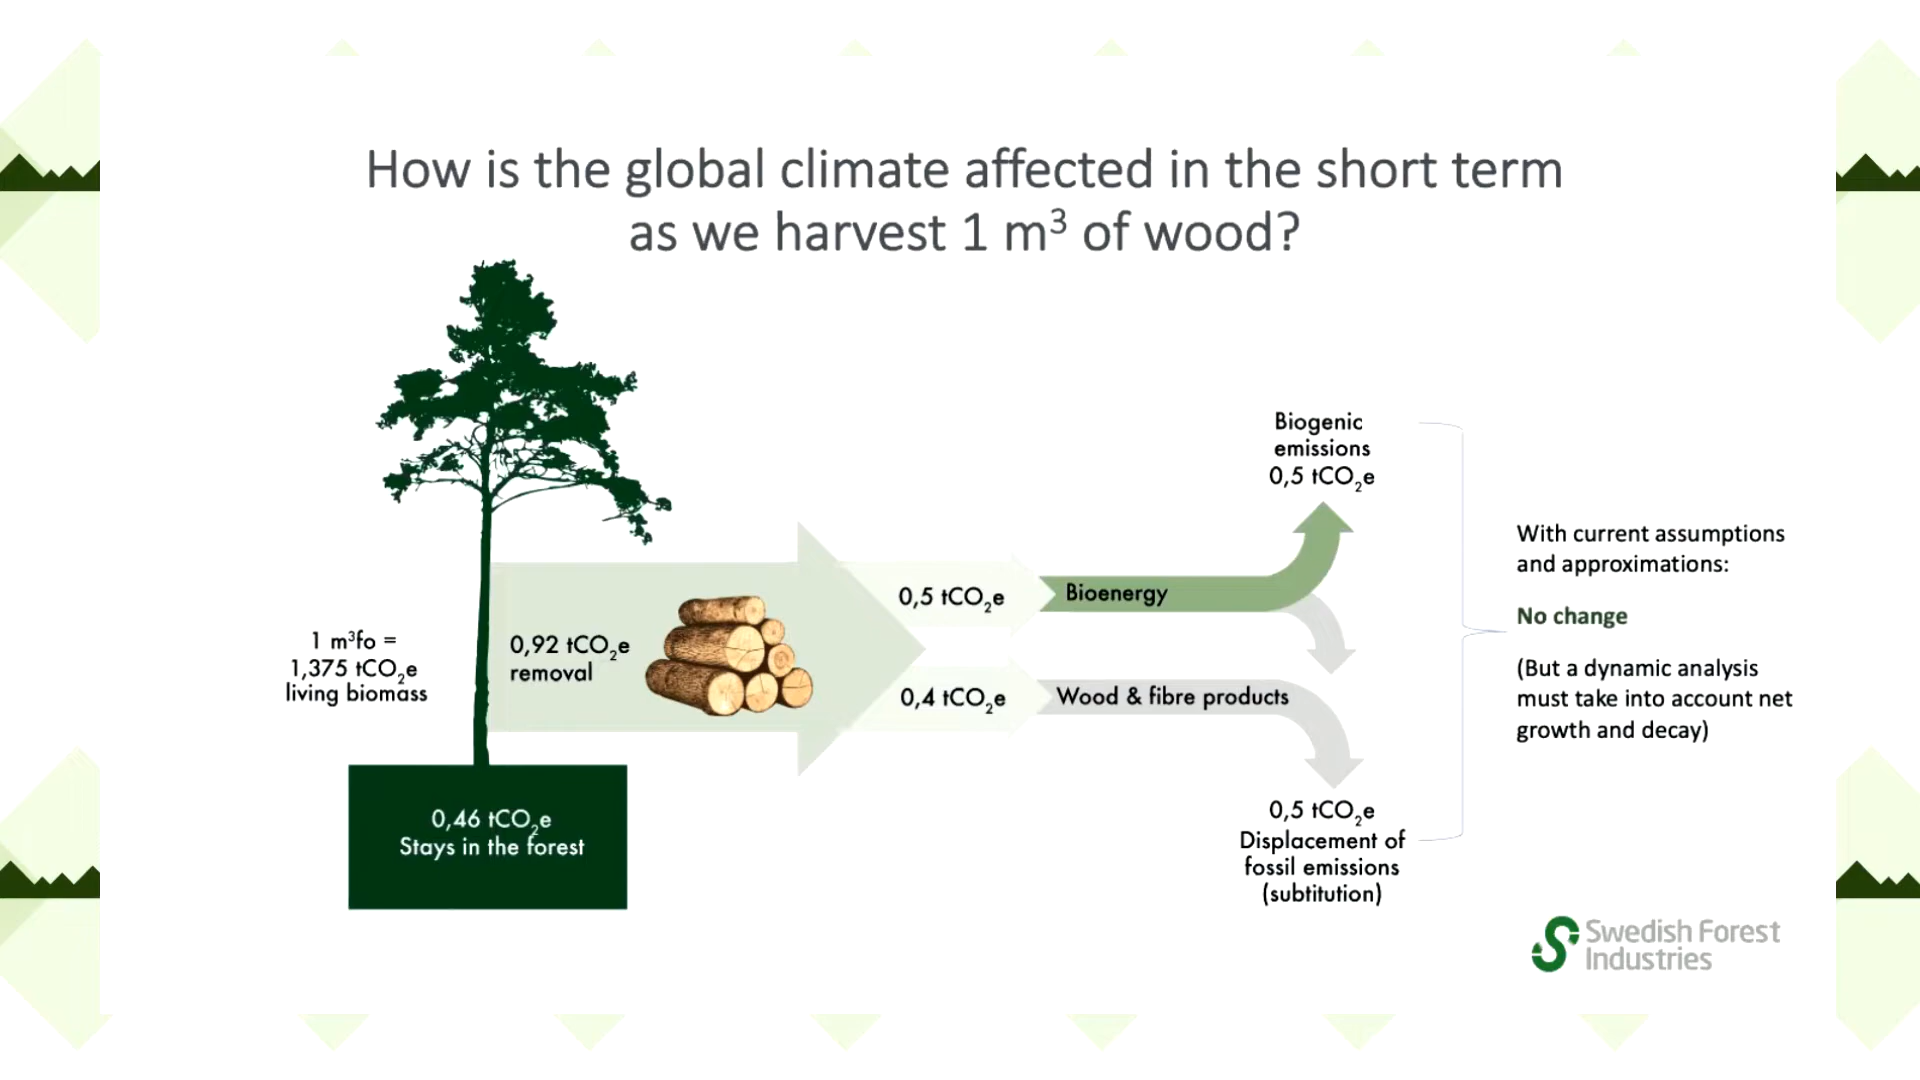 How is the global climate affected in the short term
as we harvest 1 m³ of wood?
1 m³fo =
1,375 tCO₂e
living biomass
0,92 tCO₂e
removal
0,46 tCO₂e
Stays in the forest
0,5 tCO₂e
Bioenergy
0,4 tCO₂e
Wood & fibre products
Biogenic
emissions
0,5 tCO₂e
0,5 tCO₂e
Displacement of
fossil emissions
(subtitution)
With current assumptions
and approximations:
No change
(But a dynamic analysis
must take into account net
growth and decay)
Swedish Forest
Industries